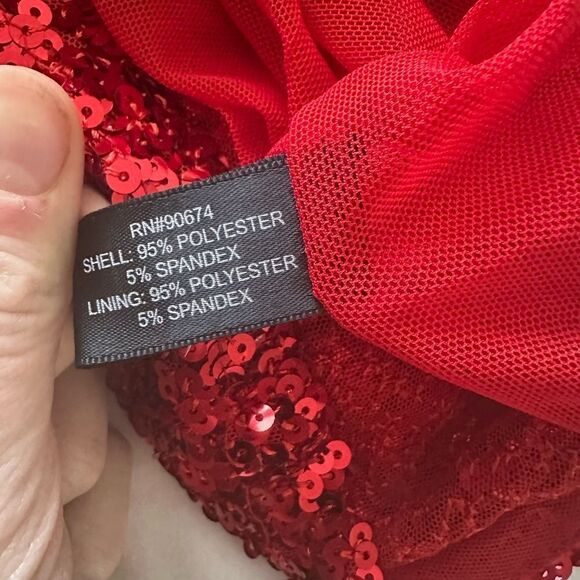 RN#90674
SHELL: 95% POLYESTER
5% SPANDEX
LINING: 95% POLYESTER
5% SPANDEX